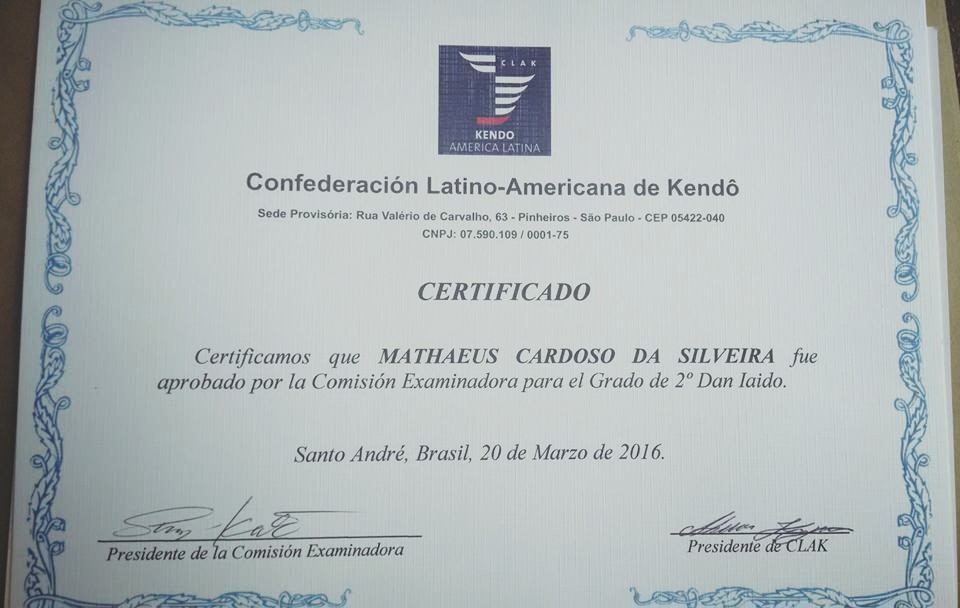 CLAK
KENDO
AMERICA LATINA
Confederación Latino-Americana de Kendô
Sede Provisória: Rua Valério de Carvalho, 63 - Pinheiros - São Paulo - CEP 05422-040
CNPJ: 07.590.109 / 0001-75
CERTIFICADO
Certificamos que MATHAEUS CARDOSO DA SILVEIRA fue
aprobado por la Comisión Examinadora para el Grado de 2º Dan Iaido.
Santo André, Brasil, 20 de Marzo de 2016.
Presidente de la Comisión Examinadora
Presidente de CLAK